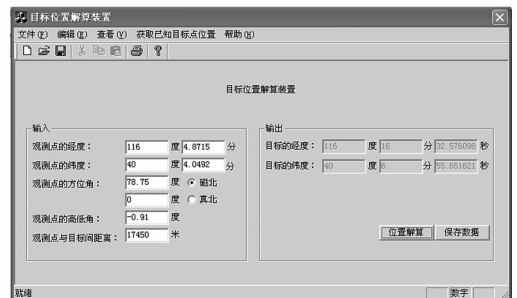 目标位置解算装置
文件(F) 编辑(E) 查看(V) 获取已知目标点位置 帮助(H)
目标位置解算装置
输入
观测点的经度： 116 度 4.8715 分
观测点的纬度： 40 度 4.0492 分
观测点的方位角： 78.75 度 磁北
0 度 真北
观测点的高低角： -0.91 度
观测点与目标间距离： 17450 米
输出
目标的经度： 116 度 16 分 32.576098 秒
目标的纬度： 40 度 6 分 55.651621 秒
位置解算 保存数据
就绪 数字